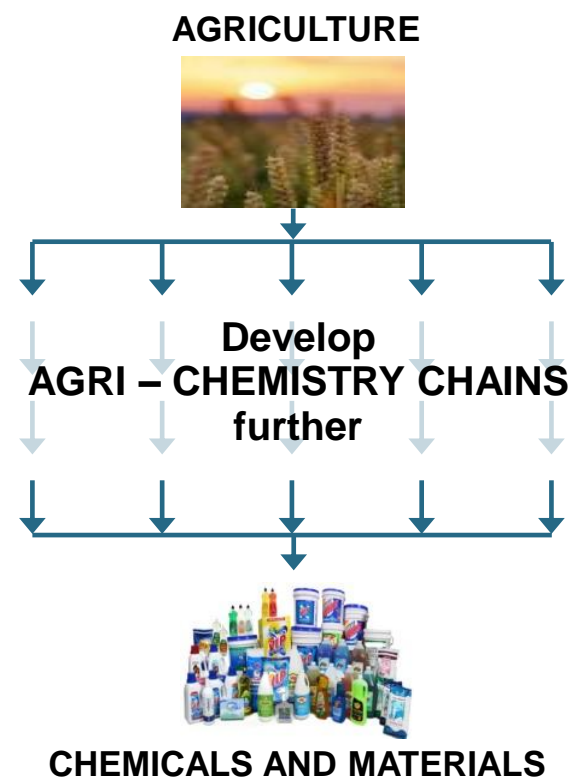 AGRICULTURE
Develop
AGRI – CHEMISTRY CHAINS
further
CHEMICALS AND MATERIALS